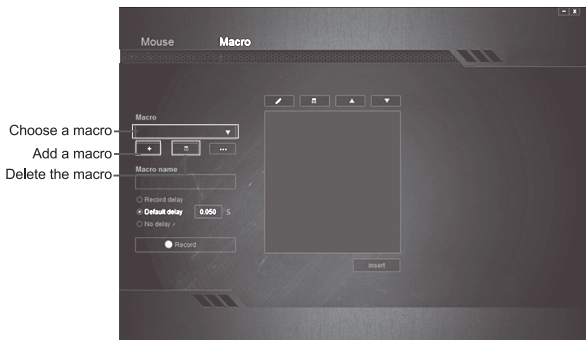 Mouse Macro
Macro
Choose a macro
Add a macro
Delete the macro
Macro name
Record delay
Default delay 0.050 S
No delay
Record
insert